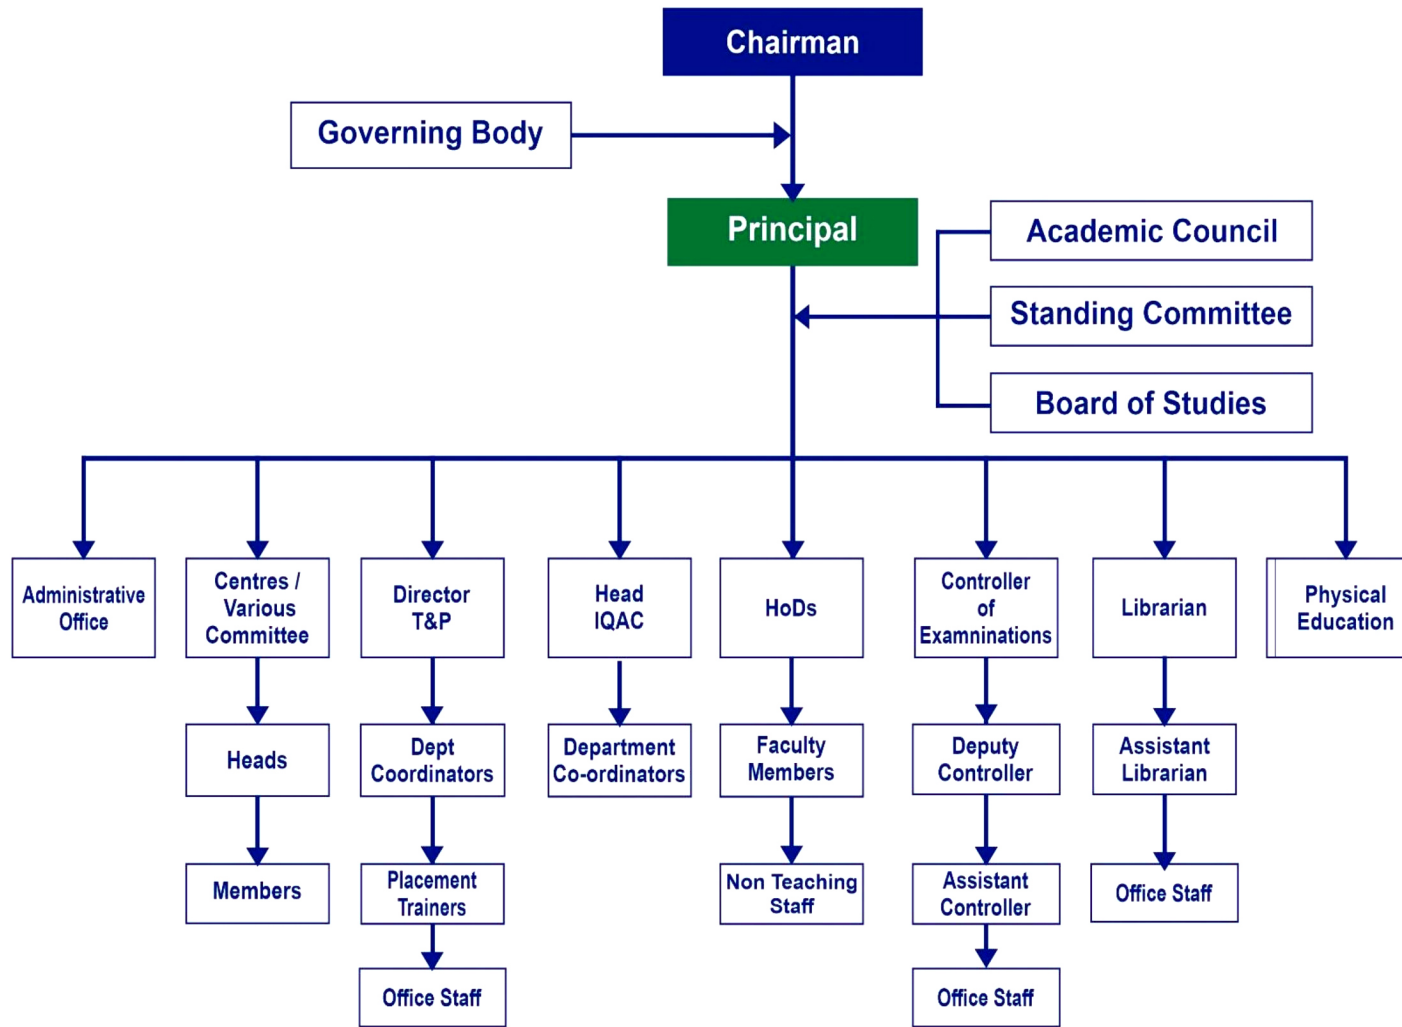 Chairman
Governing Body
Principal
Academic Council
Standing Committee
Board of Studies
Administrative
Office
Centres /
Various
Committee
Director
T&P
Head
IQAC
HoDs
Controller
of
Examninations
Librarian
Physical
Education
Heads
Dept
Coordinators
Department
Co-ordinators
Faculty
Members
Deputy
Controller
Assistant
Librarian
Members
Placement
Trainers
Non Teaching
Staff
Assistant
Controller
Office Staff
Office Staff
Office Staff